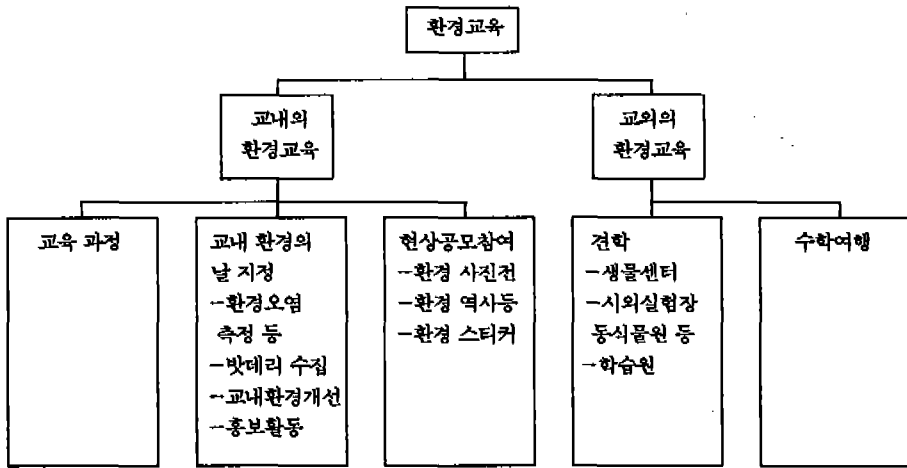 환경교육
교내의
환경교육
교외의
환경교육
교육 과정
교내 환경의
날 지정
-환경오염
측정 등
-밧데리 수집
-교내환경개선
-홍보활동
현상공모참여
-환경 사진전
-환경 역사등
-환경 스티커
견학
-생물센터
-시외실험장
동식물원 등
-학습원
수학여행